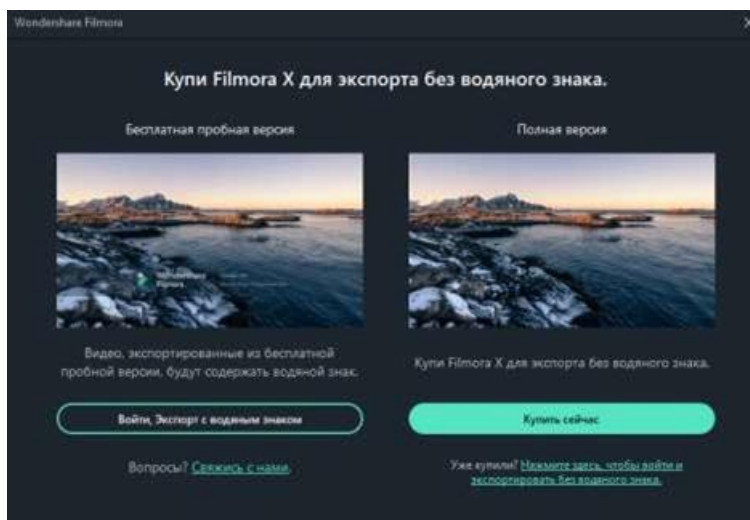 Wondershare Filmora
Купи Filmora X для экспорта без водяного знака.
Бесплатная пробная версия
Полная версия
Wondershare
Filmora
Видео, экспортированные из бесплатной
пробной версии, будут содержать водяной знак.
Купи Filmora X для экспорта без водяного знака.
Войти, Экспорт с водяным знаком
Купить сейчас
Вопросы? Свяжись с нами.
Уже купили? Нажмите здесь, чтобы войти и
экспортировать без водяного знака.